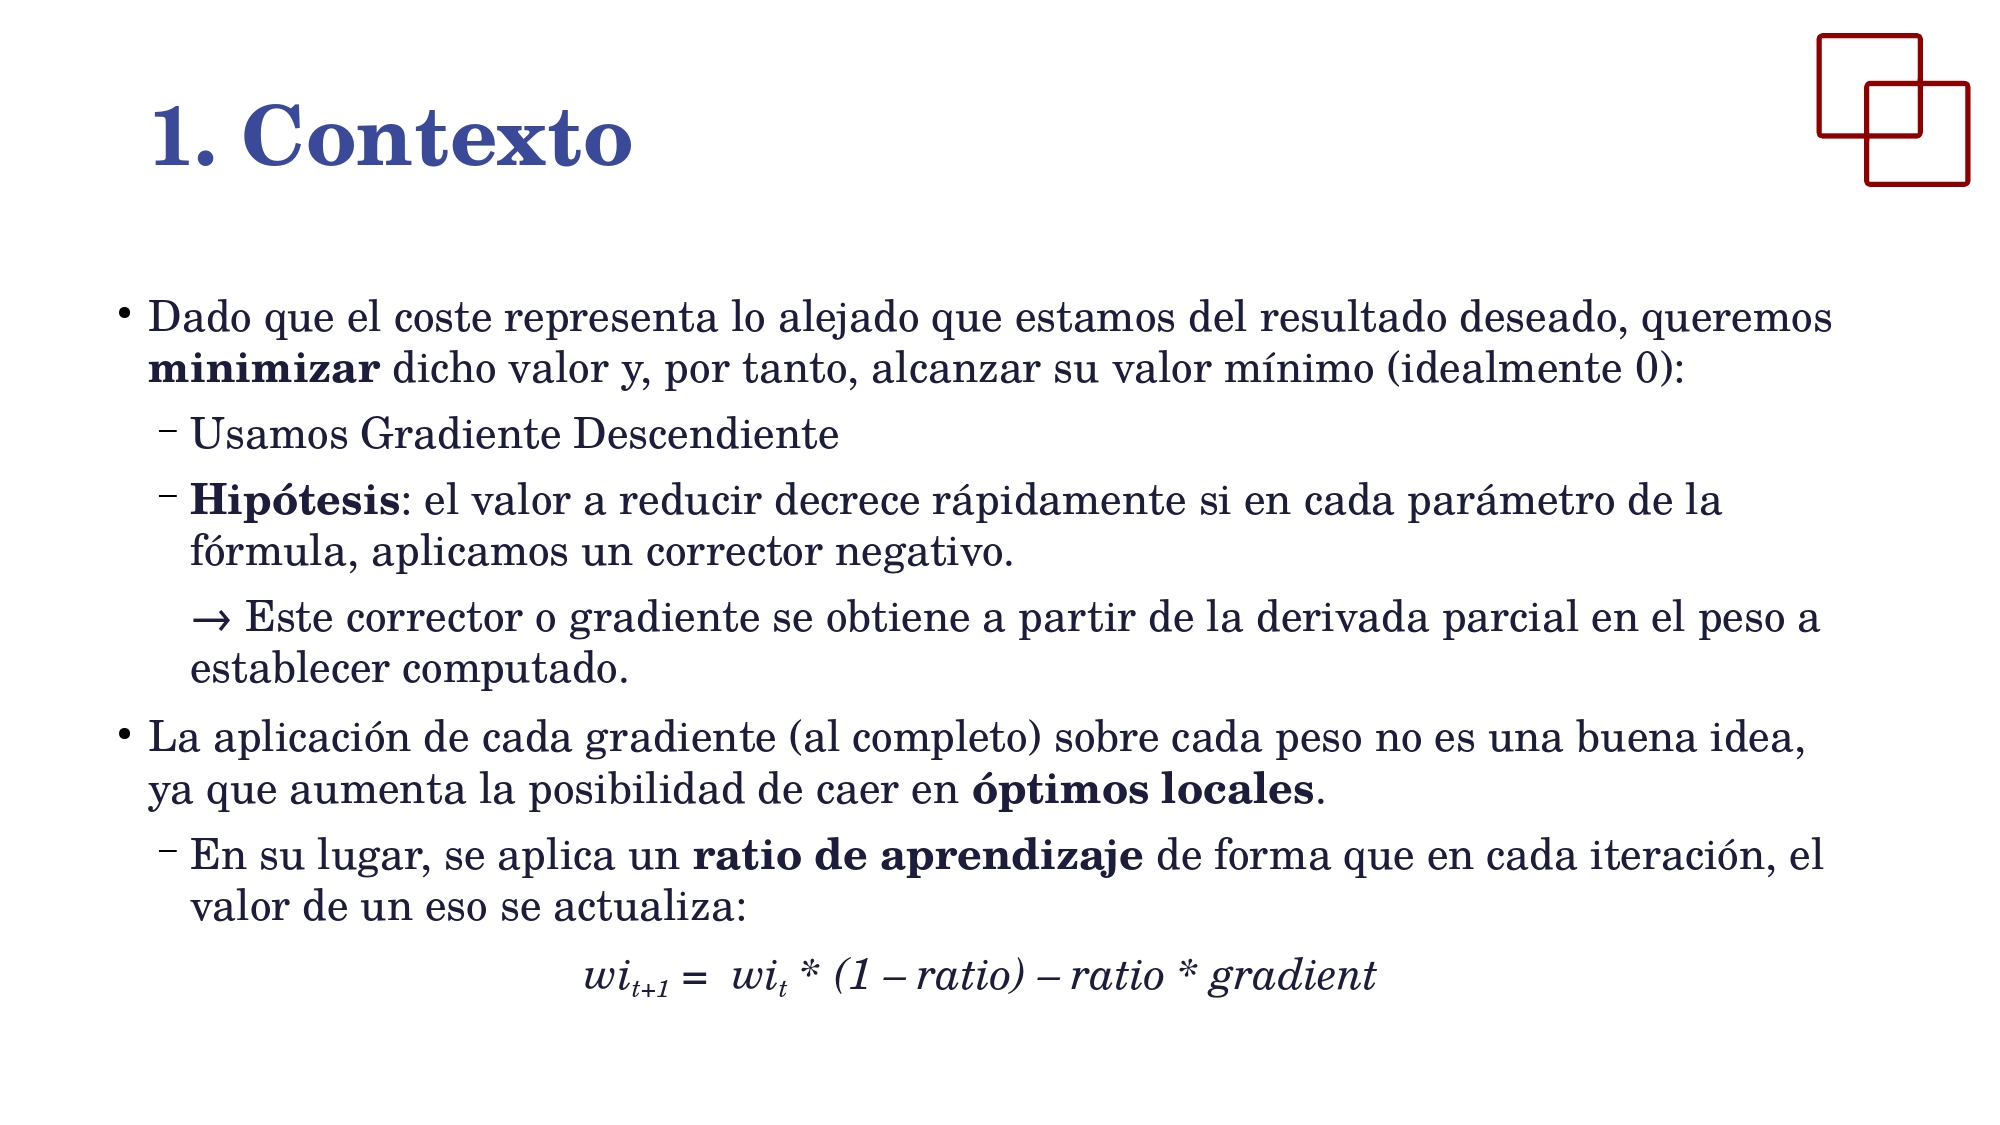 1. Contexto
• Dado que el coste representa lo alejado que estamos del resultado deseado, queremos
minimizar dicho valor y, por tanto, alcanzar su valor mínimo (idealmente 0):
– Usamos Gradiente Descendiente
– Hipótesis: el valor a reducir decrece rápidamente si en cada parámetro de la
fórmula, aplicamos un corrector negativo.
→ Este corrector o gradiente se obtiene a partir de la derivada parcial en el peso a
establecer computado.
• La aplicación de cada gradiente (al completo) sobre cada peso no es una buena idea,
ya que aumenta la posibilidad de caer en óptimos locales.
– En su lugar, se aplica un ratio de aprendizaje de forma que en cada iteración, el
valor de un eso se actualiza:
wi_{t+1} = wi_t * (1 – ratio) – ratio * gradient